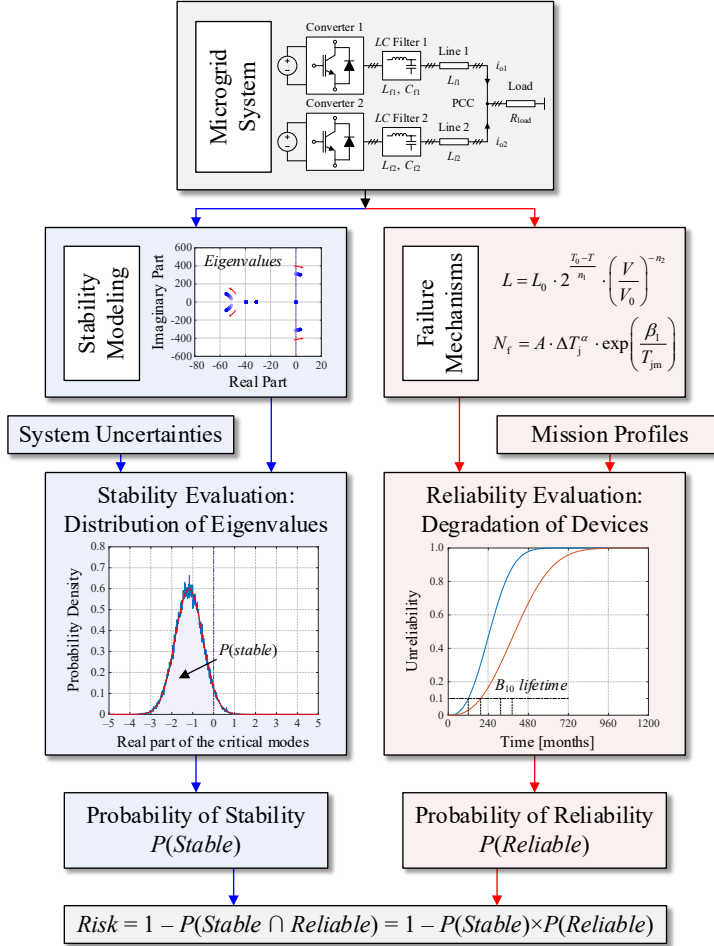 Microgrid
System
Converter 1
LC Filter 1
Line 1
L_f1, C_f1
L_l1
i_o1
PCC
Load
R_load
Converter 2
LC Filter 2
Line 2
L_f2, C_f2
L_l2
i_o2
Stability
Modeling
Imaginary Part
600
400
200
0
-200
-400
-600
Eigenvalues
-80 -60 -40 -20 0 20
Real Part
Failure
Mechanisms
L = L_0 · 2^((T_0−T)/n_1) · (V/V_0)^(−n_2)
N_f = A · ΔT_j^α · exp(β_1/T_jm)
System Uncertainties
Mission Profiles
Stability Evaluation:
Distribution of Eigenvalues
Probability Density
0.8
0.7
0.6
0.5
0.4
0.3
0.2
0.1
0
P(stable)
-5 -4 -3 -2 -1 0 1 2 3 4 5
Real part of the critical modes
Reliability Evaluation:
Degradation of Devices
Unreliability
1.0
0.8
0.6
0.4
0.1
0.0
B_10 lifetime
0 240 480 720 960 1200
Time [months]
Probability of Stability
P(Stable)
Probability of Reliability
P(Reliable)
Risk = 1 – P(Stable ∩ Reliable) = 1 – P(Stable)×P(Reliable)